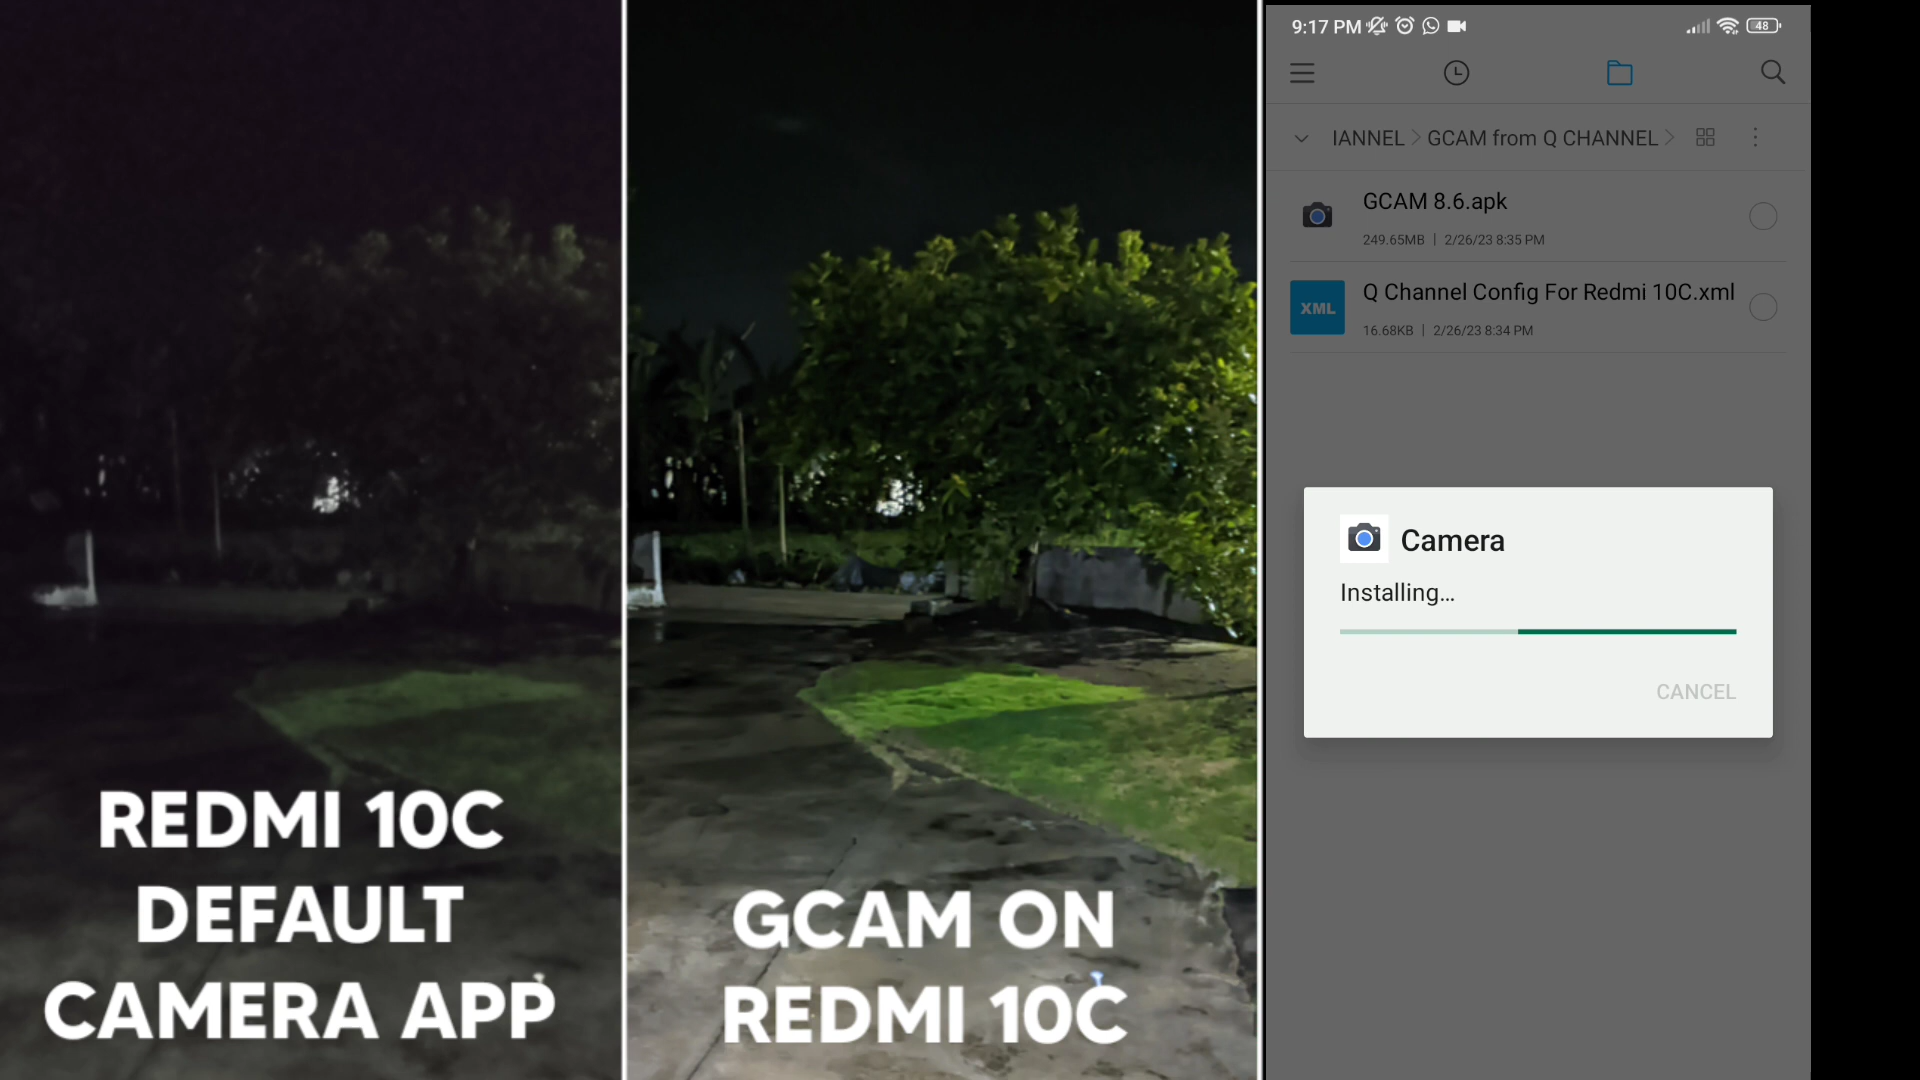 REDMI 10C
DEFAULT
CAMERA APP
GCAM ON
REDMI 10C
9:17 PM
48
IANNEL > GCAM from Q CHANNEL >
GCAM 8.6.apk
249.65MB | 2/26/23 8:35 PM
XML
Q Channel Config For Redmi 10C.xml
16.68KB | 2/26/23 8:34 PM
Camera
Installing...
CANCEL